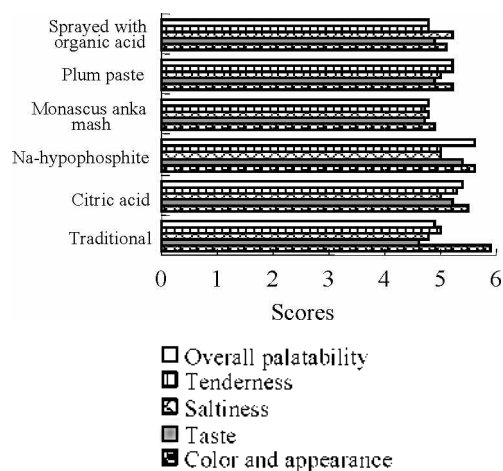 Sprayed with
organic acid
Plum paste
Monascus anka
mash
Na-hypophosphite
Citric acid
Traditional
0 1 2 3 4 5 6
Scores
Overall palatability
Tenderness
Saltiness
Taste
Color and appearance